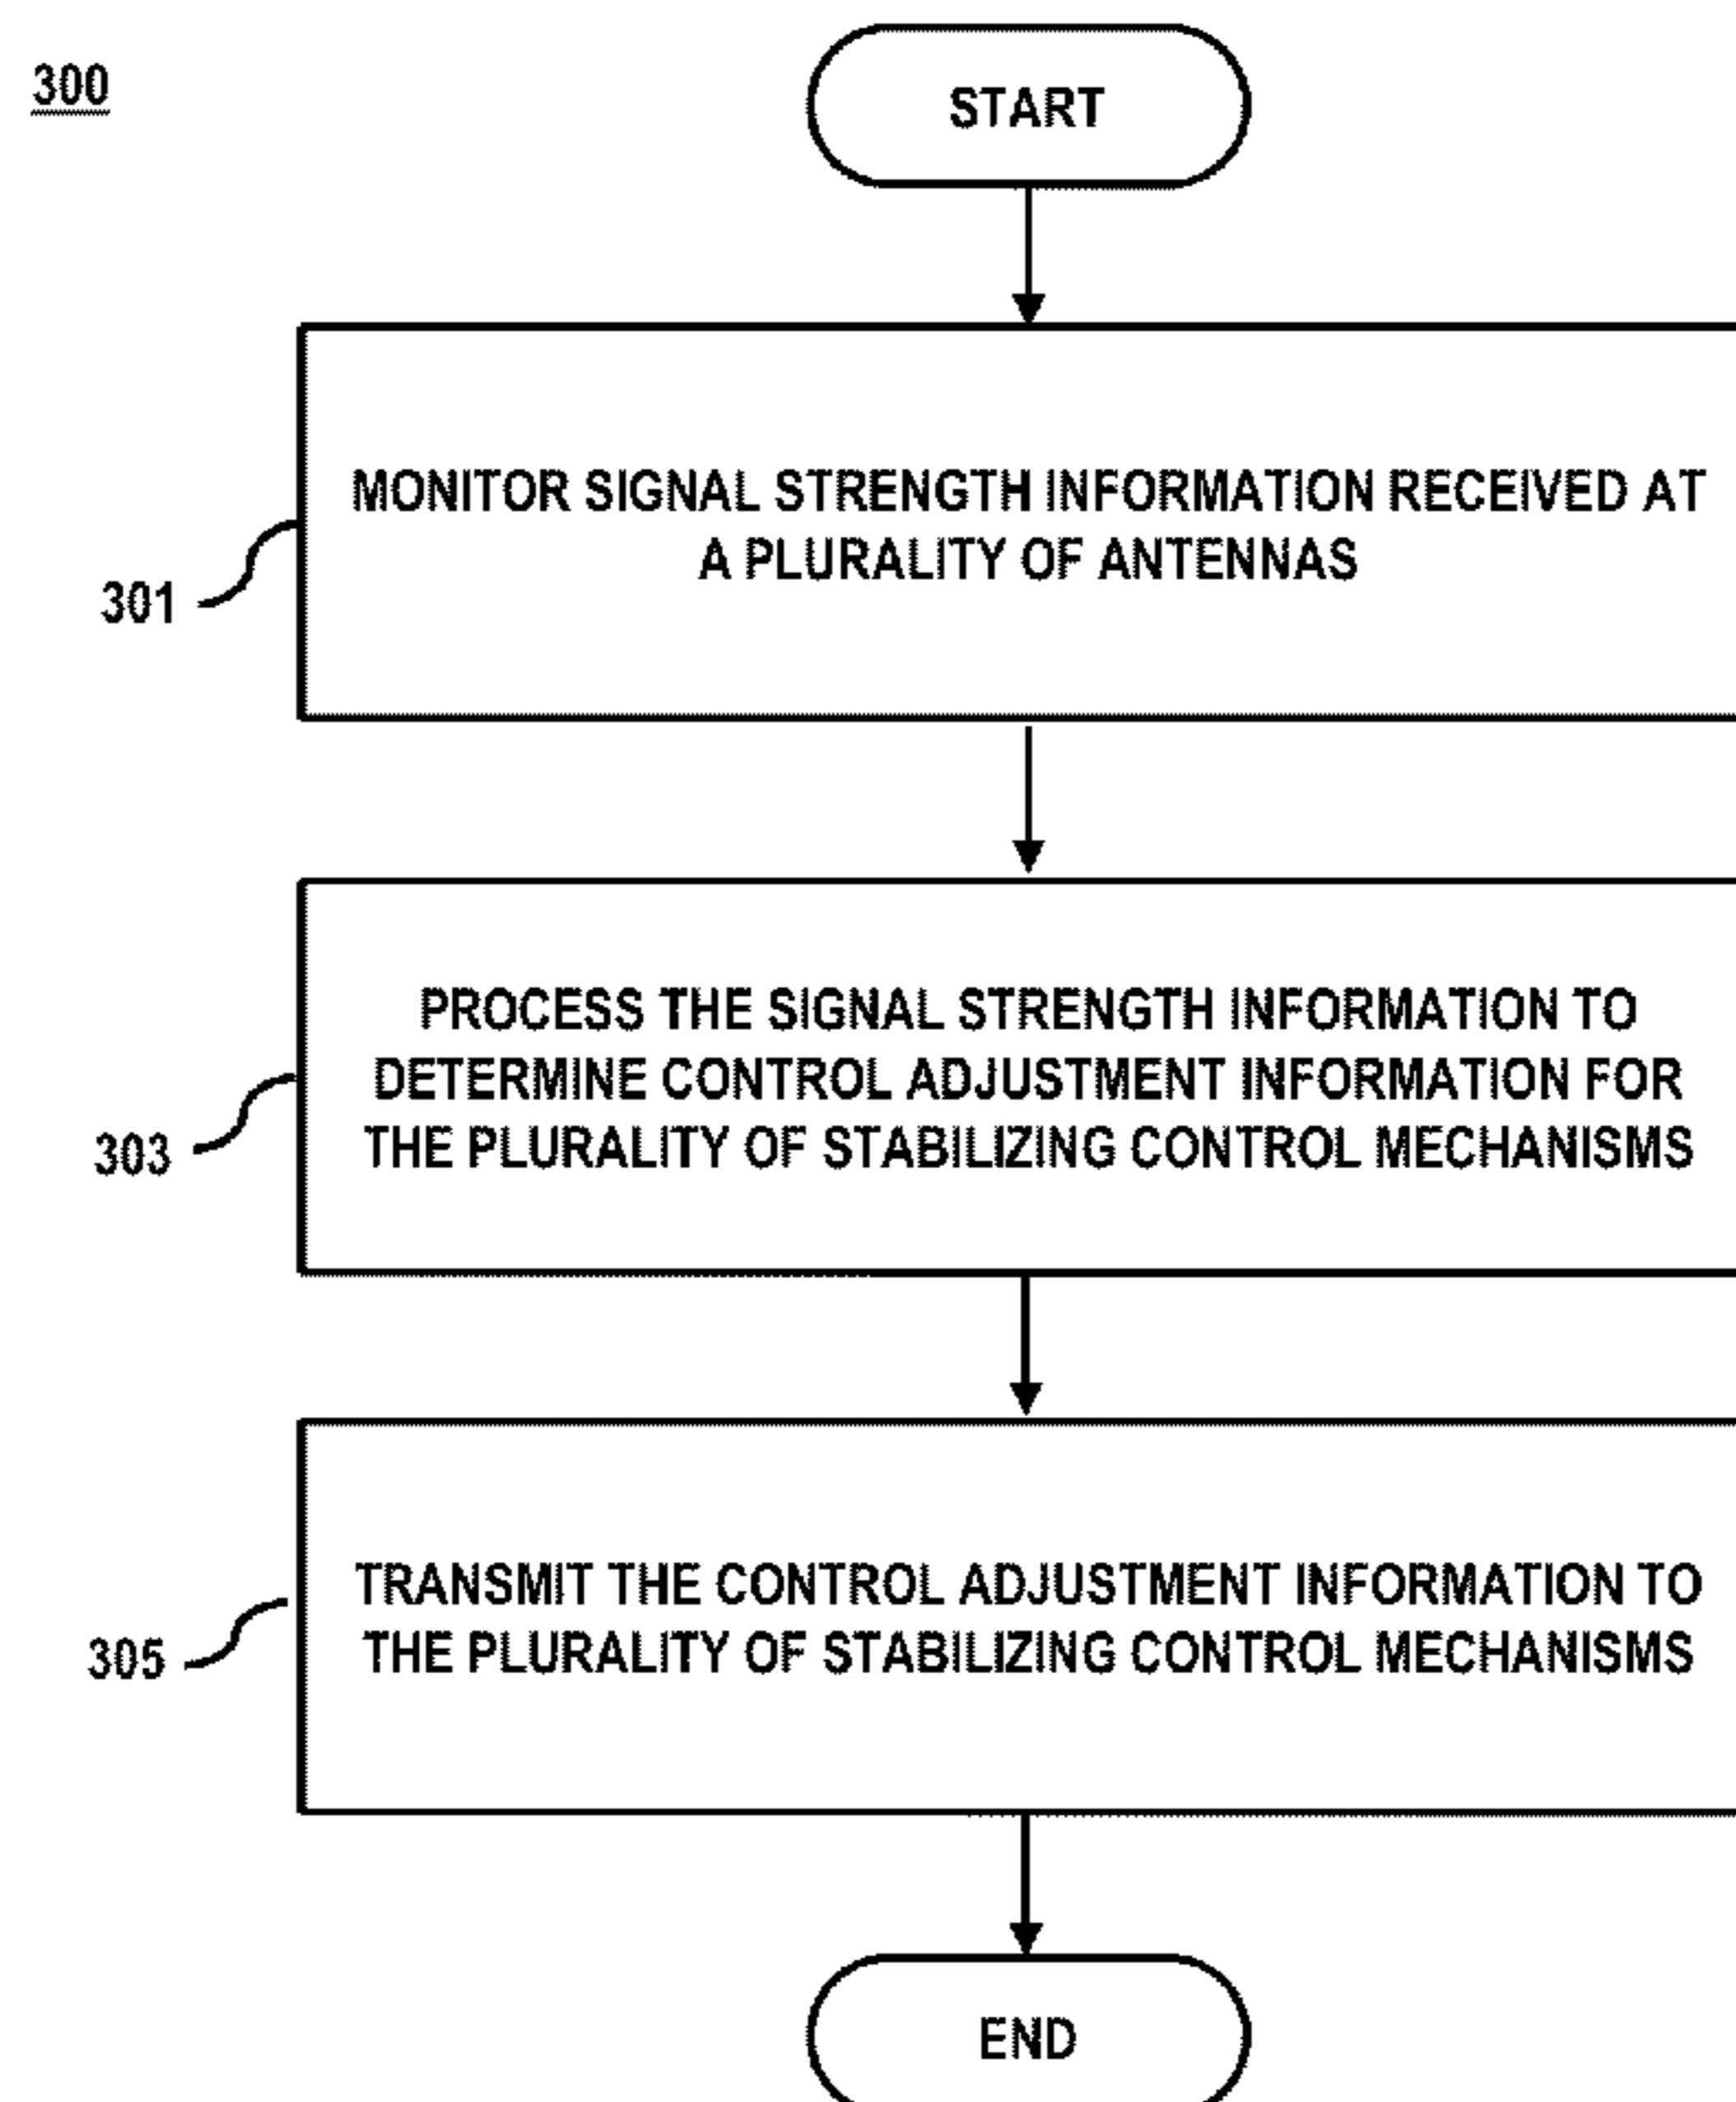 300
START
MONITOR SIGNAL STRENGTH INFORMATION RECEIVED AT
A PLURALITY OF ANTENNAS
301
PROCESS THE SIGNAL STRENGTH INFORMATION TO
DETERMINE CONTROL ADJUSTMENT INFORMATION FOR
THE PLURALITY OF STABILIZING CONTROL MECHANISMS
303
TRANSMIT THE CONTROL ADJUSTMENT INFORMATION TO
THE PLURALITY OF STABILIZING CONTROL MECHANISMS
305
END